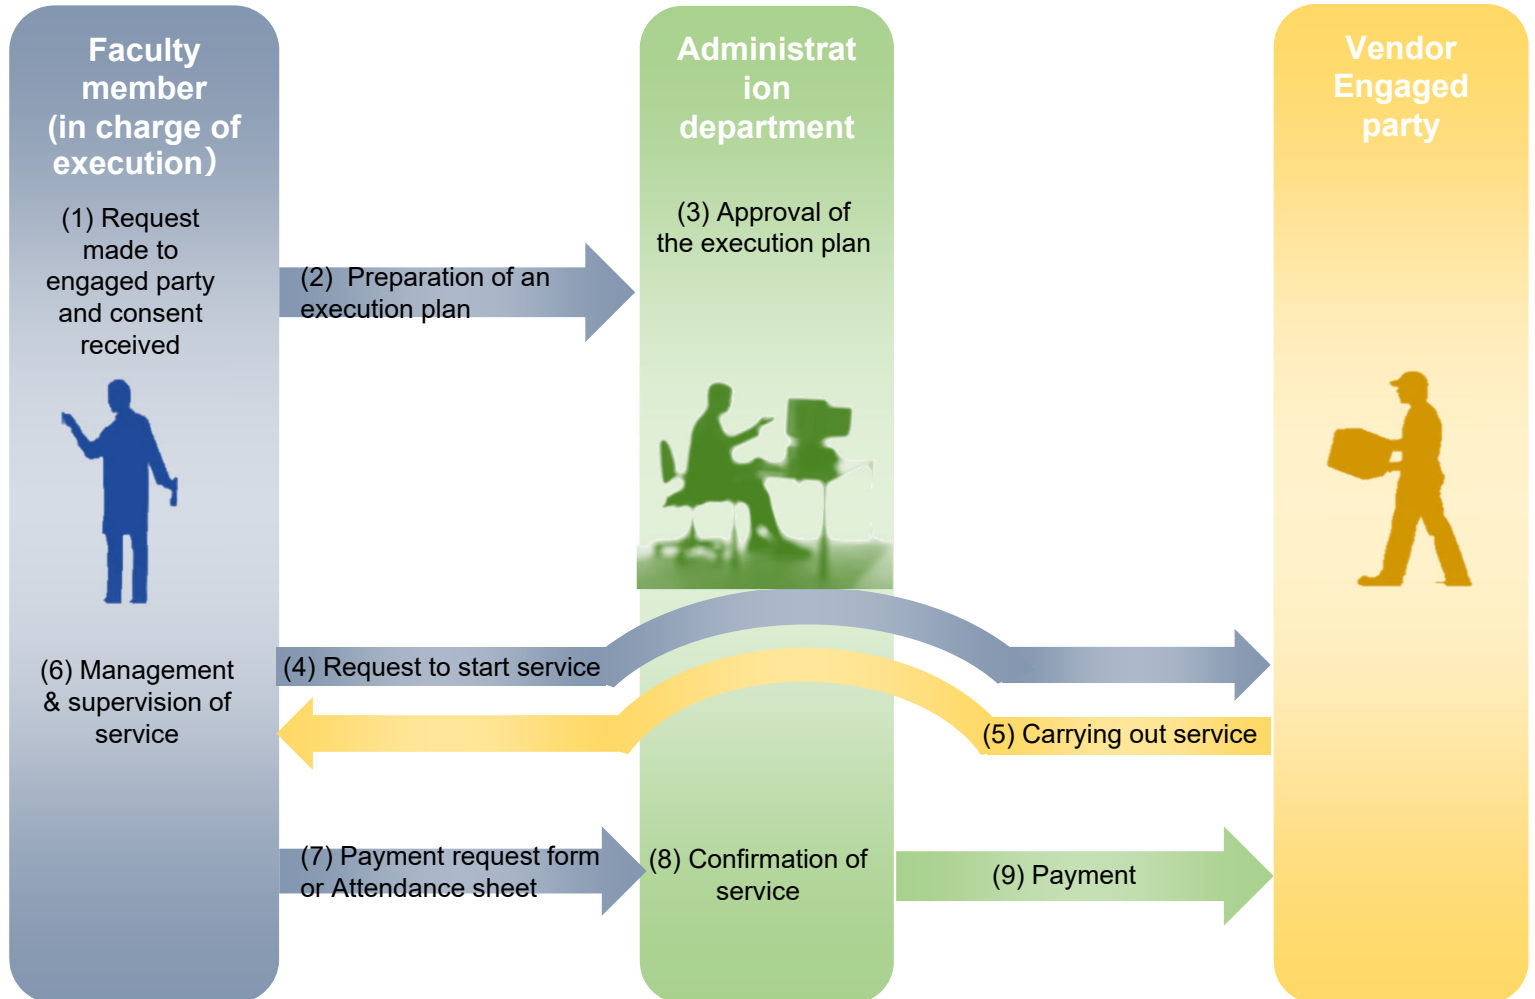 Faculty
member
(in charge of
execution）
Administrat
ion
department
Vendor
Engaged
party
(1) Request
made to
engaged party
and consent
received
(2)  Preparation of an
execution plan
(3) Approval of
the execution plan
(4) Request to start service
(5) Carrying out service
(6) Management
& supervision of
service
(7) Payment request form
or Attendance sheet
(8) Confirmation of
service
(9) Payment